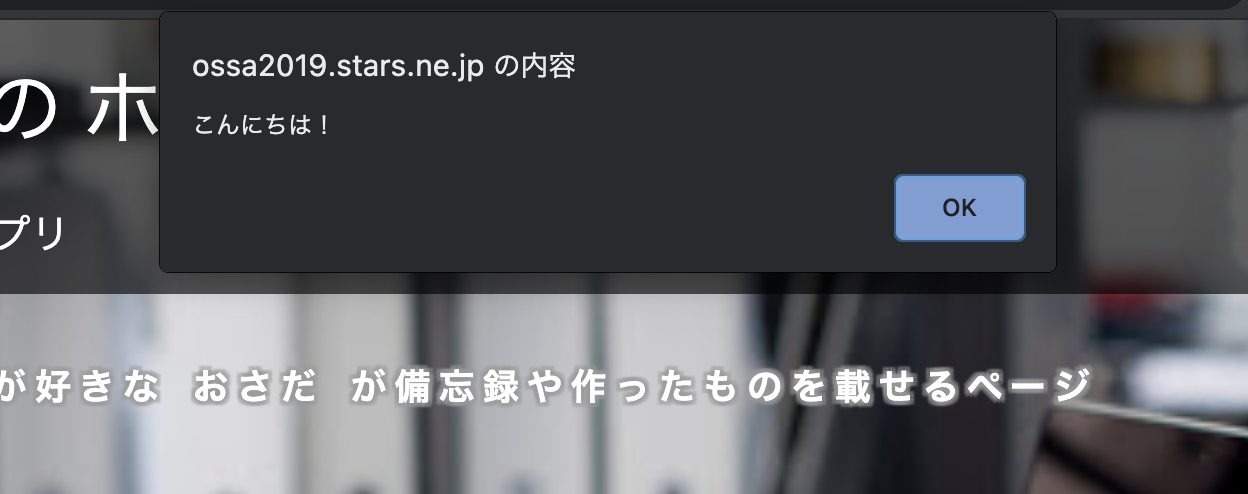 ossa2019.stars.ne.jp の内容
こんにちは！
OK
の ホ
プリ
が好きな おさだ が備忘録や作ったものを載せるページ